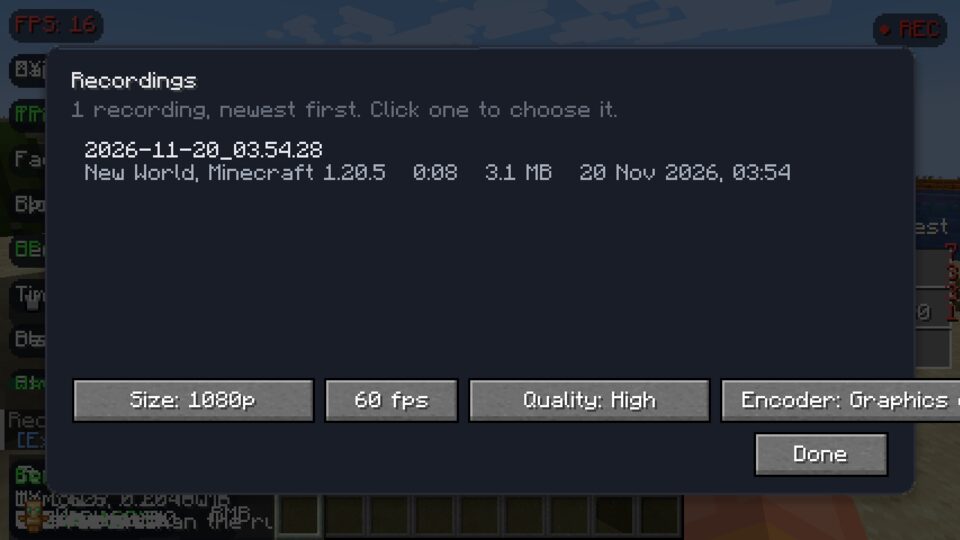 FPS: 16
REC
Recordings
1 recording, newest first. Click one to choose it.
2026-11-20_03.54.28
New World, Minecraft 1.20.5 0:08 3.1 MB 20 Nov 2026, 03:54
Size: 1080p
60 fps
Quality: High
Encoder: Graphics
Done